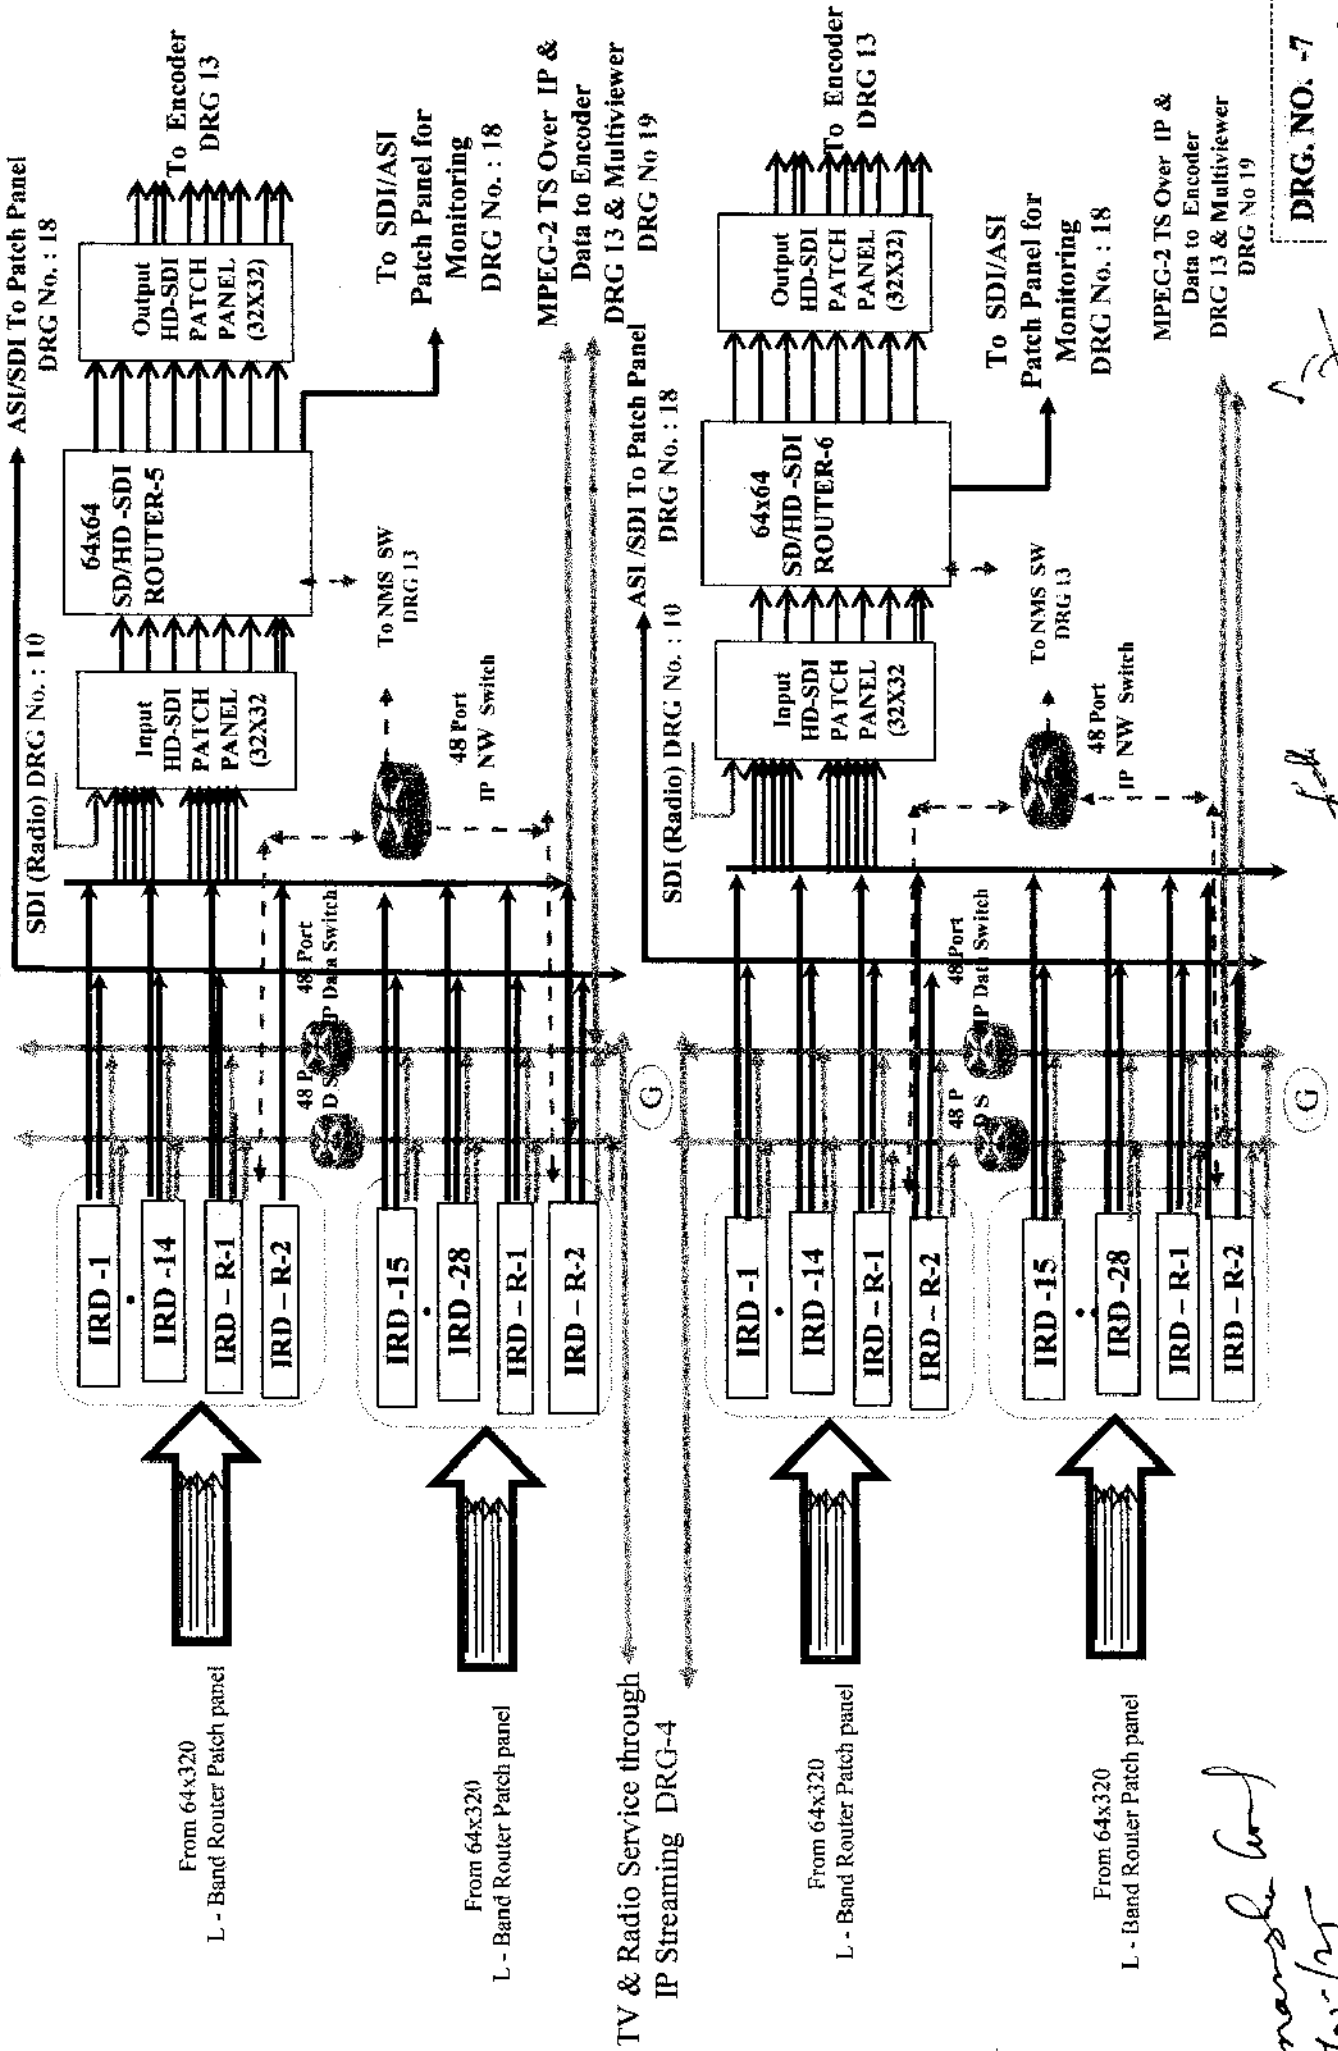 ASI/SDI To Patch Panel
DRG No. : 18
SDI (Radio) DRG No. : 10
From 64x320
L - Band Router Patch panel
IRD -1
IRD -14
IRD – R-1
IRD – R-2
48 P
D S
48 Port
IP Data Switch
Input
HD-SDI
PATCH
PANEL
(32X32)
64x64
SD/HD -SDI
ROUTER-5
Output
HD-SDI
PATCH
PANEL
(32X32)
To Encoder
DRG 13
To NMS SW
DRG 13
48 Port
IP NW Switch
To SDI/ASI
Patch Panel for
Monitoring
DRG No. : 18
From 64x320
L - Band Router Patch panel
IRD -15
IRD -28
IRD – R-1
IRD – R-2
MPEG-2 TS Over IP &
Data to Encoder
DRG 13 & Multiviewer
DRG No 19
G
TV & Radio Service through
IP Streaming DRG-4
ASI /SDI To Patch Panel
DRG No. : 18
SDI (Radio) DRG No. : 10
From 64x320
L - Band Router Patch panel
IRD -1
IRD -14
IRD – R-1
IRD – R-2
48 P
D S
48 Port
IP Data Switch
Input
HD-SDI
PATCH
PANEL
(32X32
64x64
SD/HD -SDI
ROUTER-6
Output
HD-SDI
PATCH
PANEL
(32X32)
To Encoder
DRG 13
To NMS SW
DRG 13
48 Port
IP NW Switch
To SDI/ASI
Patch Panel for
Monitoring
DRG No. : 18
From 64x320
L - Band Router Patch panel
IRD -15
IRD -28
IRD – R-1
IRD – R-2
MPEG-2 TS Over IP &
Data to Encoder
DRG 13 & Multiviewer
DRG No 19
G
DRG. NO. -7